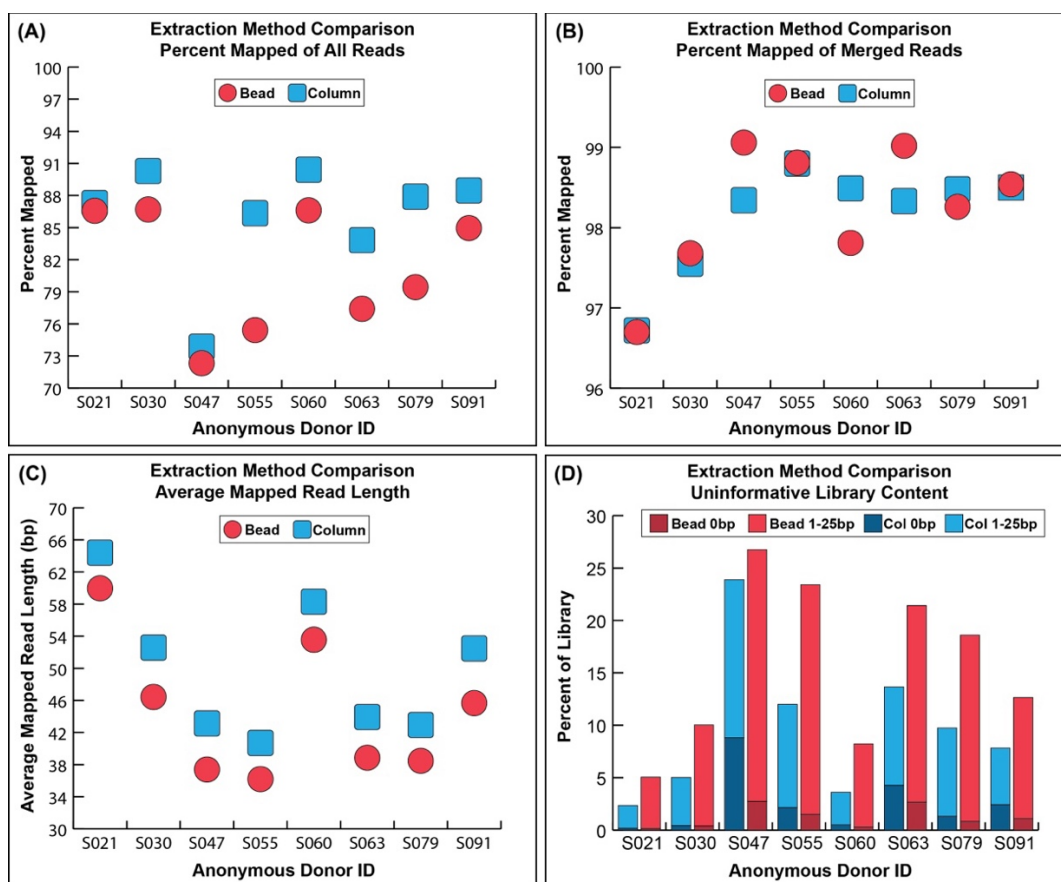 (A)
Extraction Method Comparison
Percent Mapped of All Reads
Bead Column
100
97
94
91
88
85
82
79
76
73
70
Percent Mapped
S021 S030 S047 S055 S060 S063 S079 S091
Anonymous Donor ID
(B)
Extraction Method Comparison
Percent Mapped of Merged Reads
Bead Column
100
99
98
97
96
Percent Mapped
S021 S030 S047 S055 S060 S063 S079 S091
Anonymous Donor ID
(C)
Extraction Method Comparison
Average Mapped Read Length
Bead Column
70
66
62
58
54
50
46
42
38
34
30
Average Mapped Read Length (bp)
S021 S030 S047 S055 S060 S063 S079 S091
Anonymous Donor ID
(D)
Extraction Method Comparison
Uninformative Library Content
Bead 0bp Bead 1-25bp Col 0bp Col 1-25bp
30
25
20
15
10
5
0
Percent of Library
S021 S030 S047 S055 S060 S063 S079 S091
Anonymous Donor ID